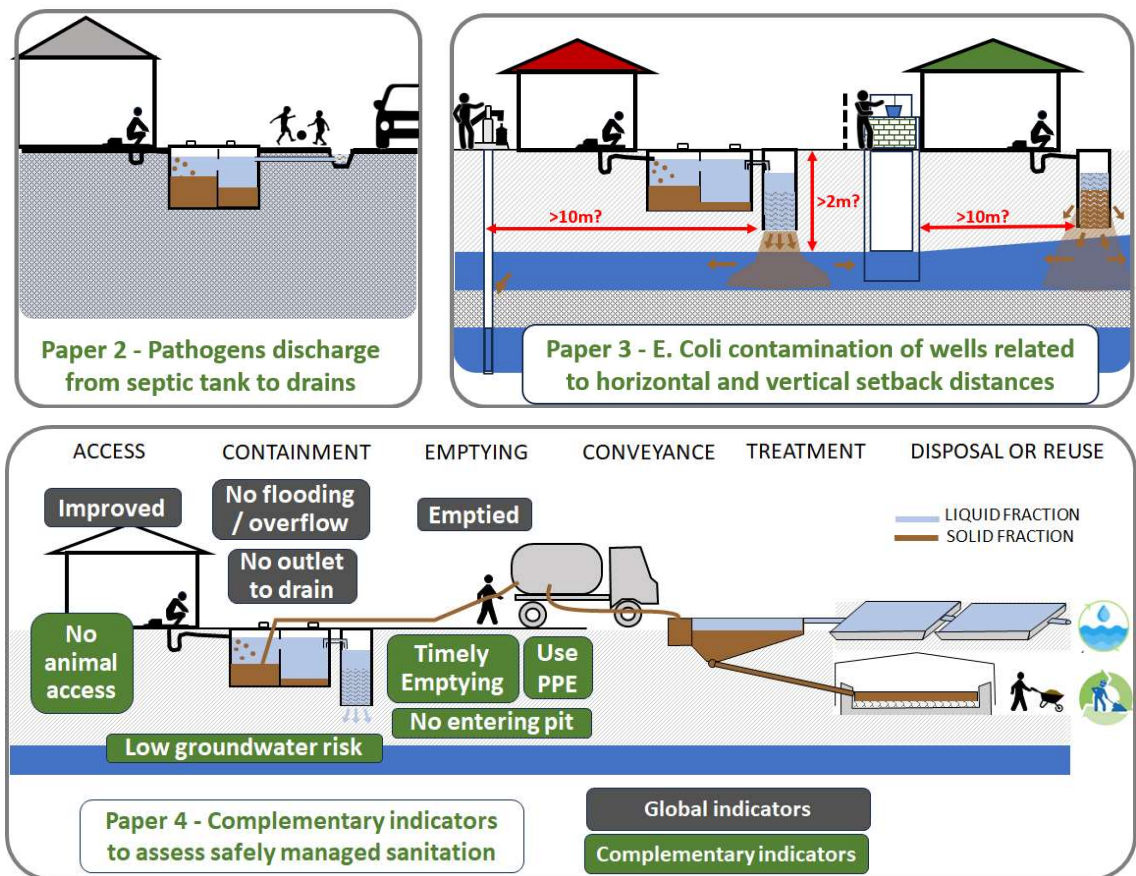 Paper 2 - Pathogens discharge
from septic tank to drains
>10m?
>2m?
>10m?
Paper 3 - E. Coli contamination of wells related
to horizontal and vertical setback distances
ACCESS
CONTAINMENT
EMPTYING
CONVEYANCE
TREATMENT
DISPOSAL OR REUSE
Improved
No flooding
/ overflow
No outlet
to drain
Emptied
LIQUID FRACTION
SOLID FRACTION
No
animal
access
Timely
Emptying
Use
PPE
No entering pit
Low groundwater risk
Paper 4 - Complementary indicators
to assess safely managed sanitation
Global indicators
Complementary indicators